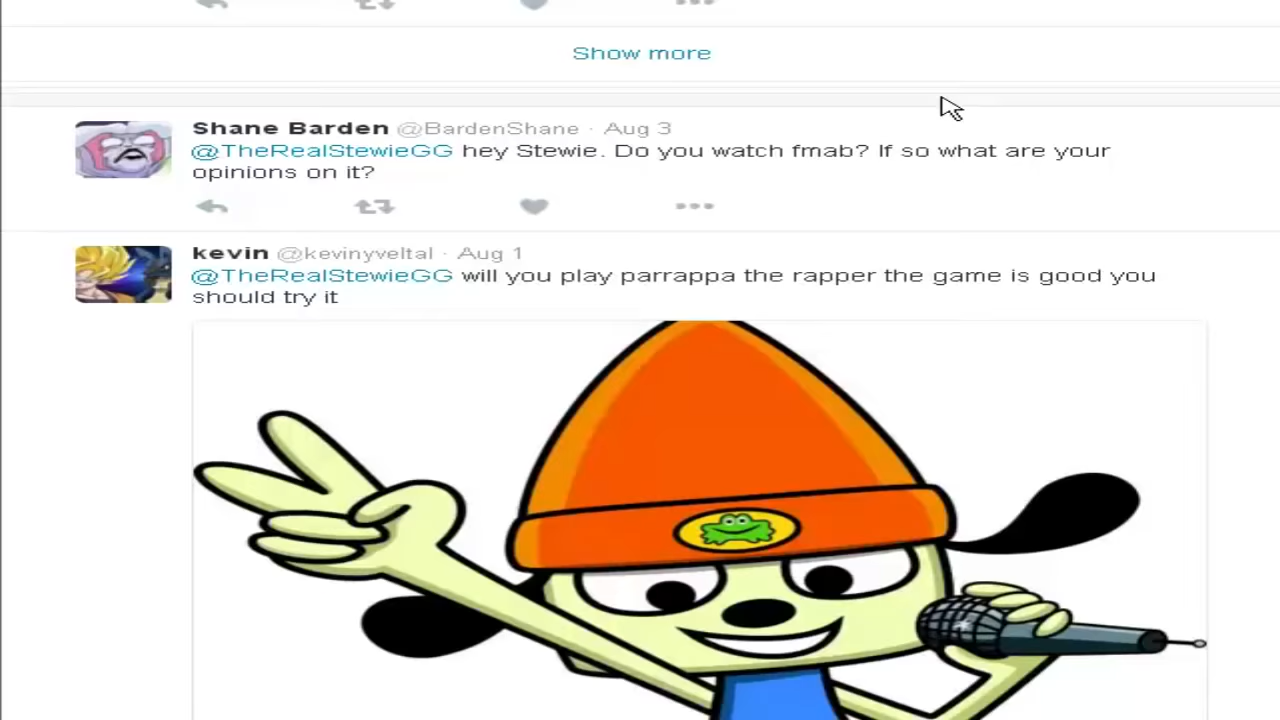 Show more
Shane Barden @BardenShane · Aug 3
@TheRealStewieGG hey Stewie. Do you watch fmab? If so what are your
opinions on it?
kevin @kevinyveltal · Aug 1
@TheRealStewieGG will you play parrappa the rapper the game is good you
should try it